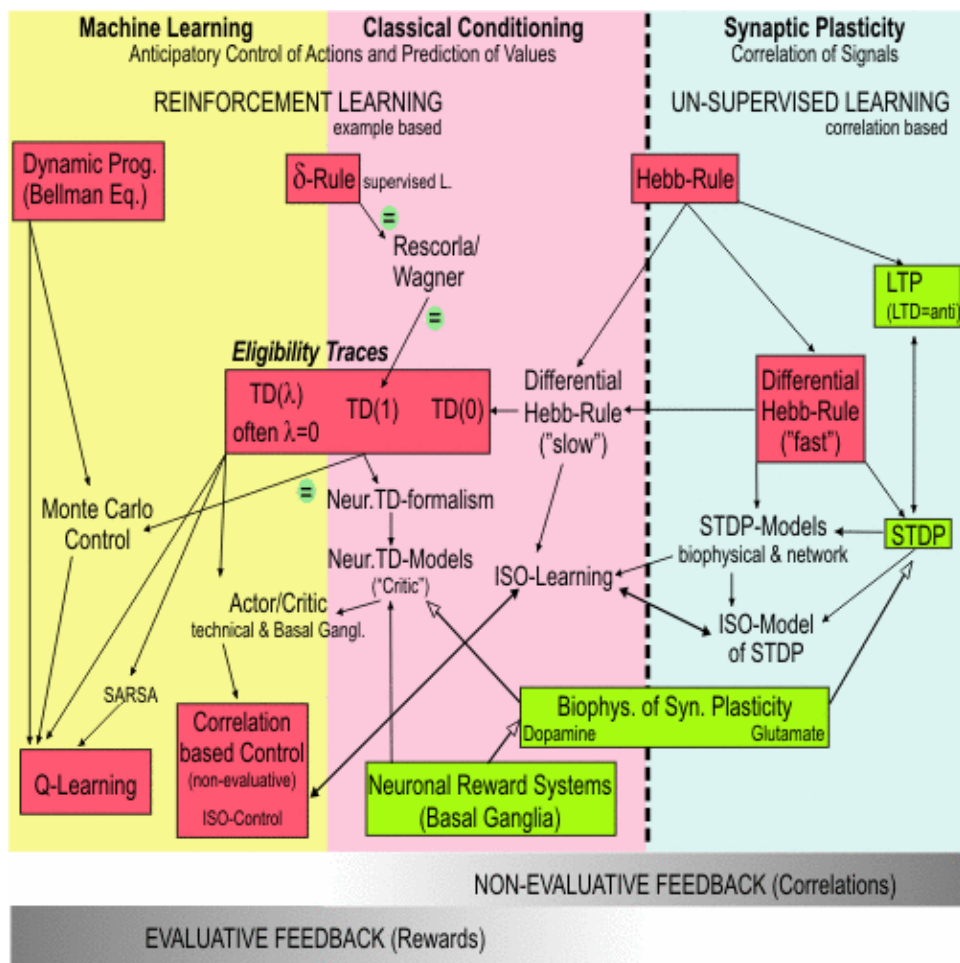 Machine Learning
Classical Conditioning
Anticipatory Control of Actions and Prediction of Values
Synaptic Plasticity
Correlation of Signals
REINFORCEMENT LEARNING
example based
UN-SUPERVISED LEARNING
correlation based
Dynamic Prog.
(Bellman Eq.)
δ-Rule
supervised L.
Hebb-Rule
=
Rescorla/
Wagner
=
LTP
(LTD=anti)
Eligibility Traces
TD(λ)
often λ=0
TD(1)
TD(0)
Differential
Hebb-Rule
("slow")
Differential
Hebb-Rule
("fast")
=
Monte Carlo
Control
Neur.TD-formalism
Neur.TD-Models
("Critic")
ISO-Learning
STDP-Models
biophysical & network
STDP
Actor/Critic
technical & Basal Gangl.
ISO-Model
of STDP
SARSA
Q-Learning
Correlation
based Control
(non-evaluative)
ISO-Control
Biophys. of Syn. Plasticity
Dopamine
Glutamate
Neuronal Reward Systems
(Basal Ganglia)
NON-EVALUATIVE FEEDBACK (Correlations)
EVALUATIVE FEEDBACK (Rewards)